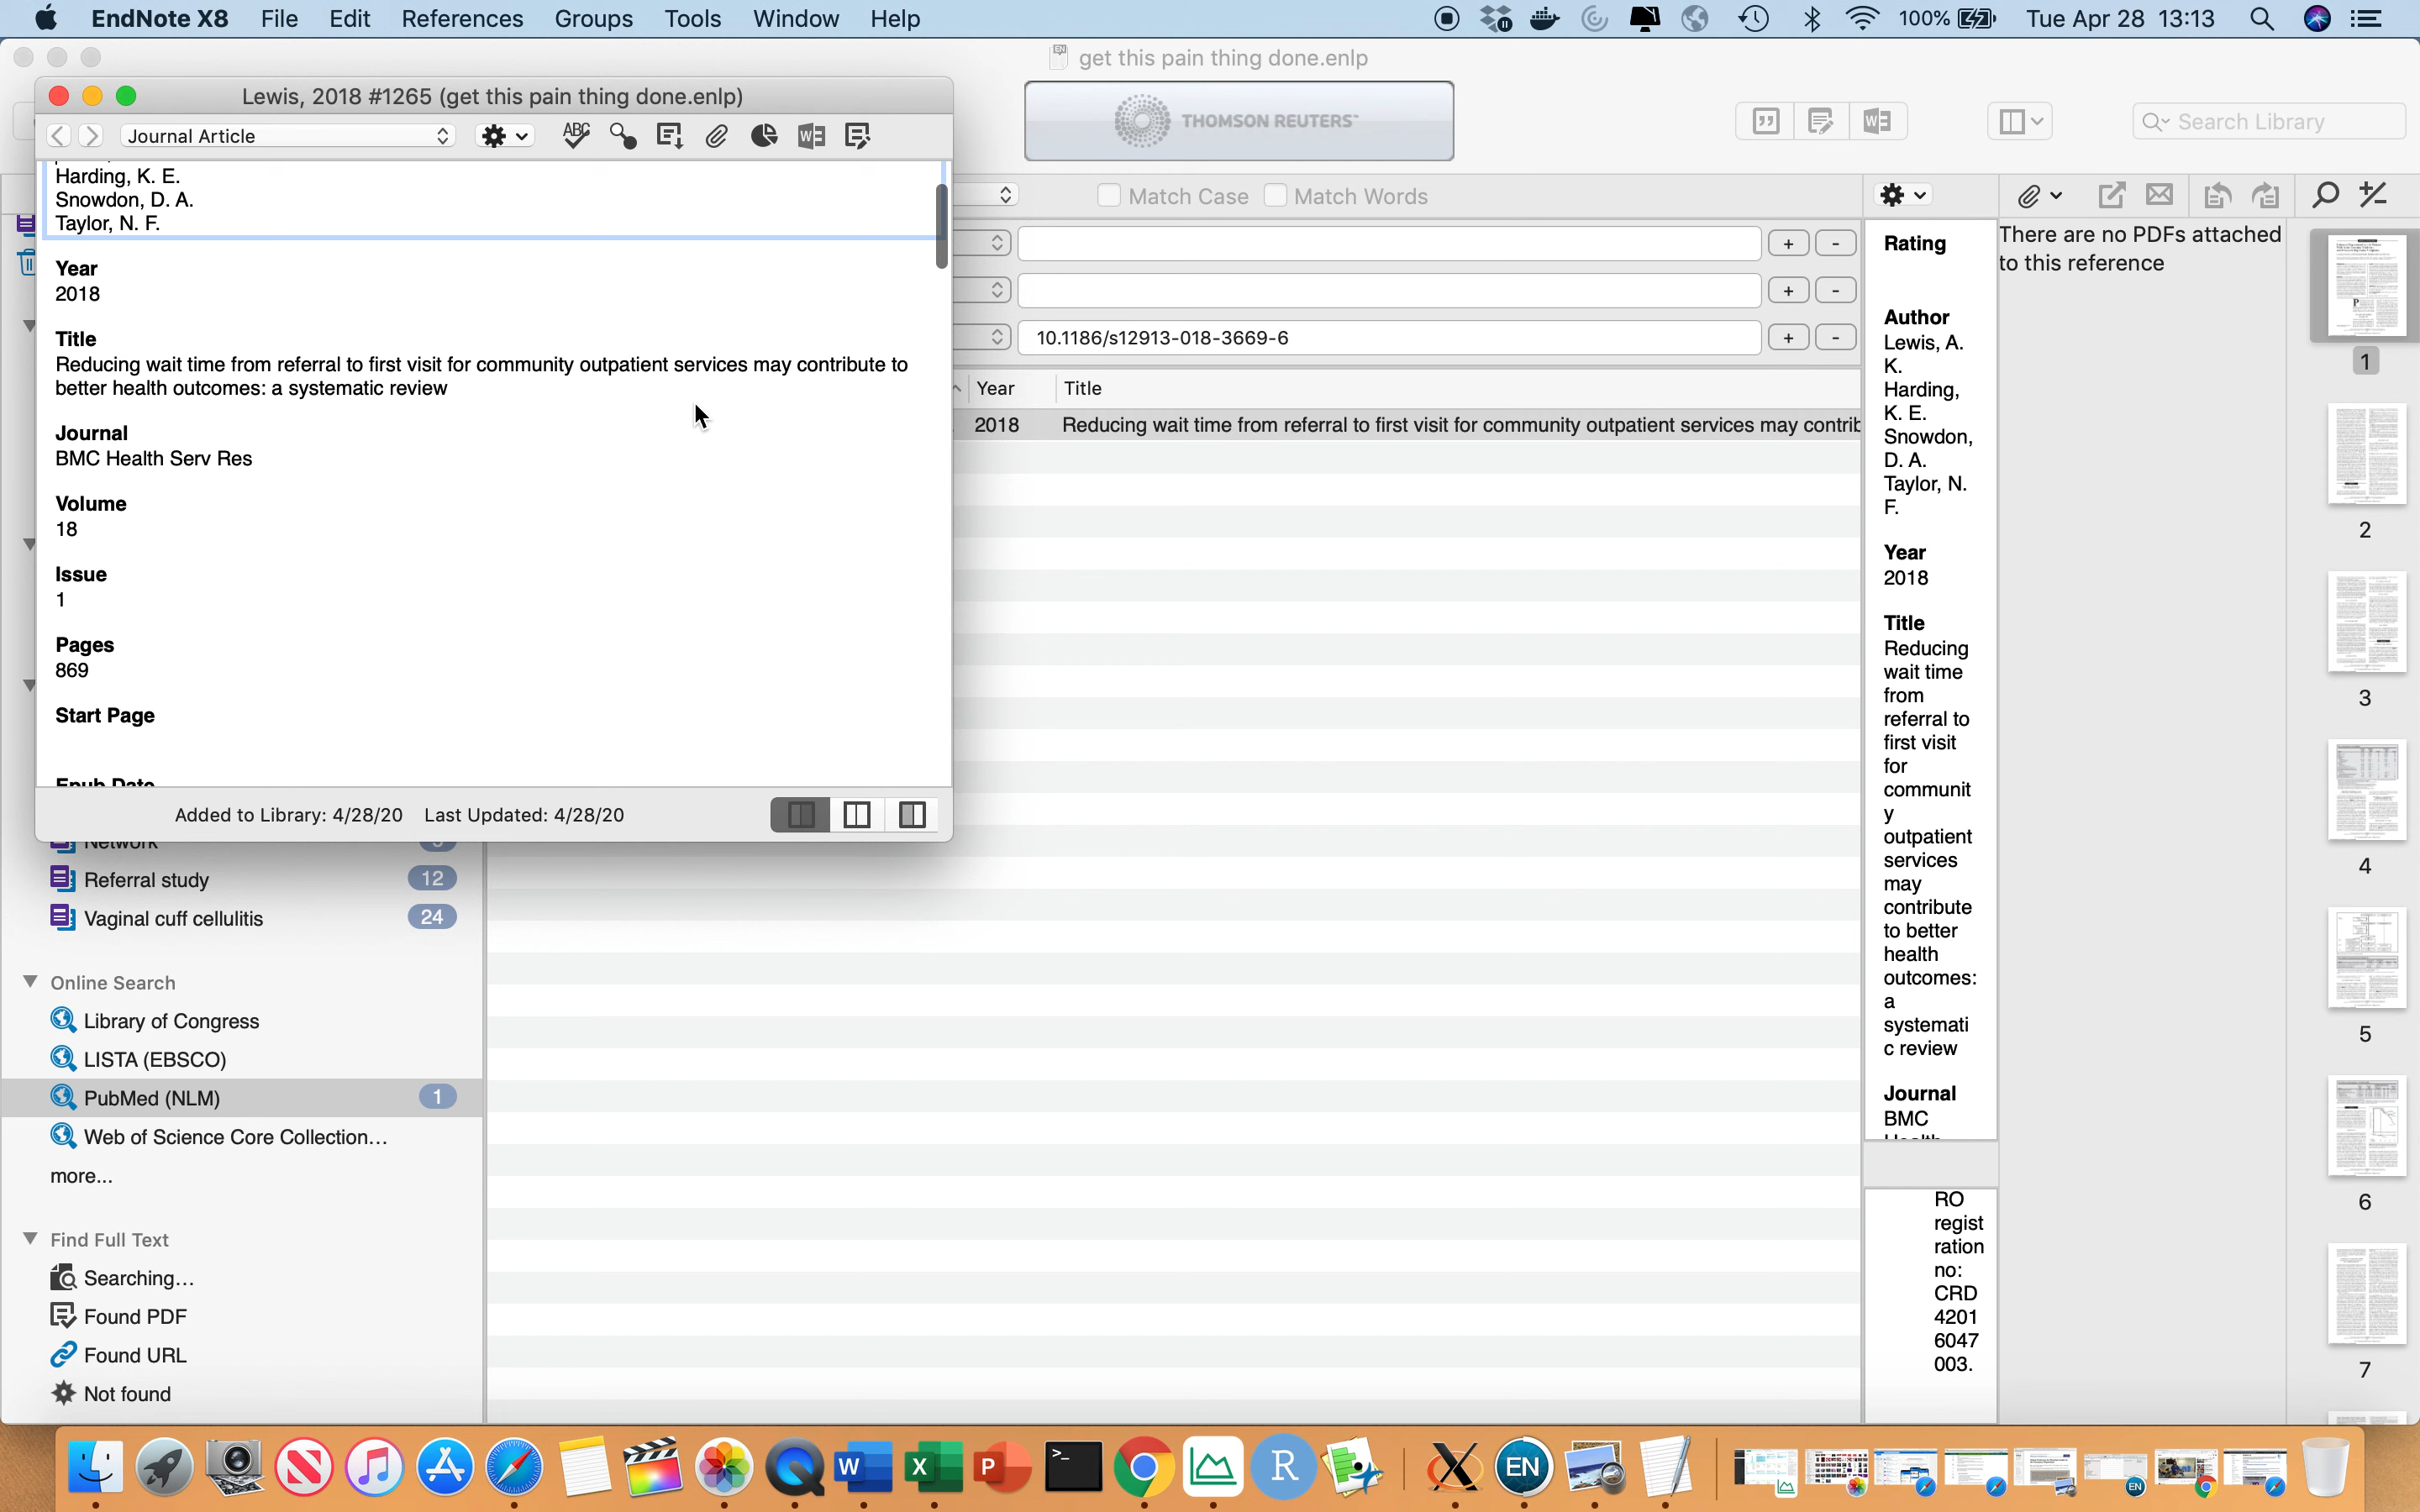 EndNote X8 File Edit References Groups Tools Window Help 100% Tue Apr 28 13:13
get this pain thing done.enlp
Lewis, 2018 #1265 (get this pain thing done.enlp)
Journal Article
ABC
Harding, K. E.
Snowdon, D. A.
Taylor, N. F.
Year
2018
Title
Reducing wait time from referral to first visit for community outpatient services may contribute to
better health outcomes: a systematic review
Journal
BMC Health Serv Res
Volume
18
Issue
1
Pages
869
Start Page
Epub Date
Added to Library: 4/28/20 Last Updated: 4/28/20
THOMSON REUTERS™
Search Library
Match Case Match Words
10.1186/s12913-018-3669-6
Year Title
2018 Reducing wait time from referral to first visit for community outpatient services may contrib
Network
Referral study 12
Vaginal cuff cellulitis 24
Online Search
Library of Congress
LISTA (EBSCO)
PubMed (NLM) 1
Web of Science Core Collection...
more...
Find Full Text
Searching...
Found PDF
Found URL
Not found
Rating
Author
Lewis, A.
K.
Harding,
K. E.
Snowdon,
D. A.
Taylor, N.
F.
Year
2018
Title
Reducing
wait time
from
referral to
first visit
for
communit
y
outpatient
services
may
contribute
to better
health
outcomes:
a
systemati
c review
Journal
BMC
Health
RO
regist
ration
no:
CRD
4201
6047
003.
There are no PDFs attached
to this reference
1
2
3
4
5
6
7